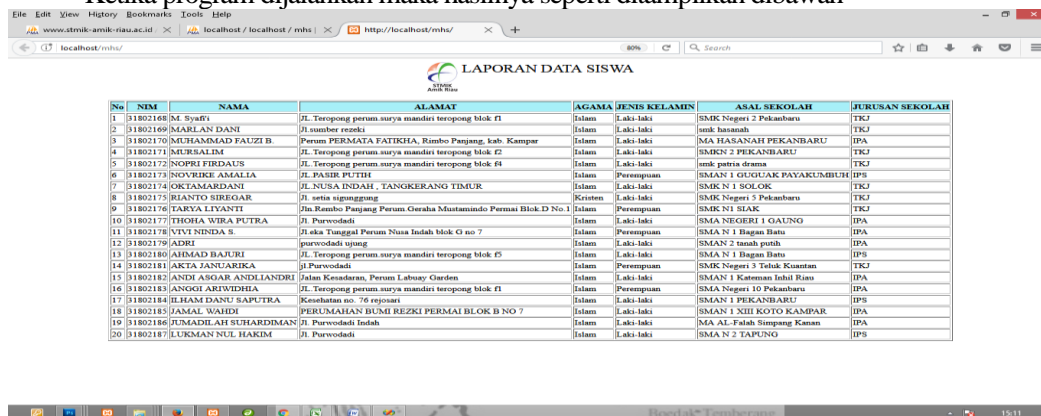 Ketika program dijalankan maka hasilnya seperti ditampilkan dibawah
File Edit View History Bookmarks Tools Help
www.stmik-amik-riau.ac.id localhost / localhost / mhs | http://localhost/mhs/
localhost/mhs/ 80% Search
LAPORAN DATA SISWA
STMIK
Amik Riau
No NIM NAMA ALAMAT AGAMA JENIS KELAMIN ASAL SEKOLAH JURUSAN SEKOLAH
1 31802168 M. Syafi'i JL.Teropong perum.surya mandiri teropong blok f1 Islam Laki-laki SMK Negeri 2 Pekanbaru TKJ
2 31802169 MARLAN DANI Jl.sumber rezeki Islam Laki-laki smk hasanah TKJ
3 31802170 MUHAMMAD FAUZI B. Perum PERMATA FATIKHA, Rimbo Panjang, kab. Kampar Islam Laki-laki MA HASANAH PEKANBARU IPA
4 31802171 MURSALIM JL.Teropong perum.surya mandiri teropong blok f2 Islam Laki-laki SMKN 2 PEKANBARU TKJ
5 31802172 NOPRI FIRDAUS JL.Teropong perum.surya mandiri teropong blok f4 Islam Laki-laki smk patria drama TKJ
6 31802173 NOVRIKE AMALIA JL.PASIR PUTIH Islam Perempuan SMAN 1 GUGUAK PAYAKUMBUH IPS
7 31802174 OKTAMARDANI JL.NUSA INDAH , TANGKERANG TIMUR Islam Laki-laki SMK N 1 SOLOK TKJ
8 31802175 RIANTO SIREGAR Jl. setia sigunggung Kristen Laki-laki SMK Negeri 5 Pekanbaru TKJ
9 31802176 TARYA LIYANTI Jln.Rembo Panjang Perum.Geraha Mustamindo Permai Blok.D No.1 Islam Perempuan SMK N1 SIAK TKJ
10 31802177 THOHA WIRA PUTRA Jl. Purwodadi Islam Laki-laki SMA NEGERI 1 GAUNG IPA
11 31802178 VIVI NINDA S. Jl.eka Tunggal Perum Nusa Indah blok G no 7 Islam Perempuan SMA N 1 Bagan Batu IPA
12 31802179 ADRI purwodadi ujung Islam Laki-laki SMAN 2 tanah putih IPA
13 31802180 AHMAD BAJURI JL.Teropong perum.surya mandiri teropong blok f5 Islam Laki-laki SMA N 1 Bagan Batu IPS
14 31802181 AKTA JANUARIKA jl.Purwodadi Islam Perempuan SMK Negeri 3 Teluk Kuantan TKJ
15 31802182 ANDI ASGAR ANDLIANDRI Jalan Kesadaran, Perum Labuay Garden Islam Laki-laki SMAN 1 Kateman Inhil Riau IPA
16 31802183 ANGGI ARIWIDHIA JL.Teropong perum.surya mandiri teropong blok f1 Islam Perempuan SMA Negeri 10 Pekanbaru IPA
17 31802184 ILHAM DANU SAPUTRA Kesehatan no. 76 rejosari Islam Laki-laki SMAN 1 PEKANBARU IPS
18 31802185 JAMAL WAHDI PERUMAHAN BUMI REZKI PERMAI BLOK B NO 7 Islam Laki-laki SMAN 1 XIII KOTO KAMPAR IPA
19 31802186 JUMADILAH SUHARDIMAN Jl. Purwodadi Indah Islam Laki-laki MA AL-Falah Simpang Kanan IPA
20 31802187 LUKMAN NUL HAKIM Jl. Purwodadi Islam Laki-laki SMA N 2 TAPUNG IPS
Boedak* Temberang 15:11